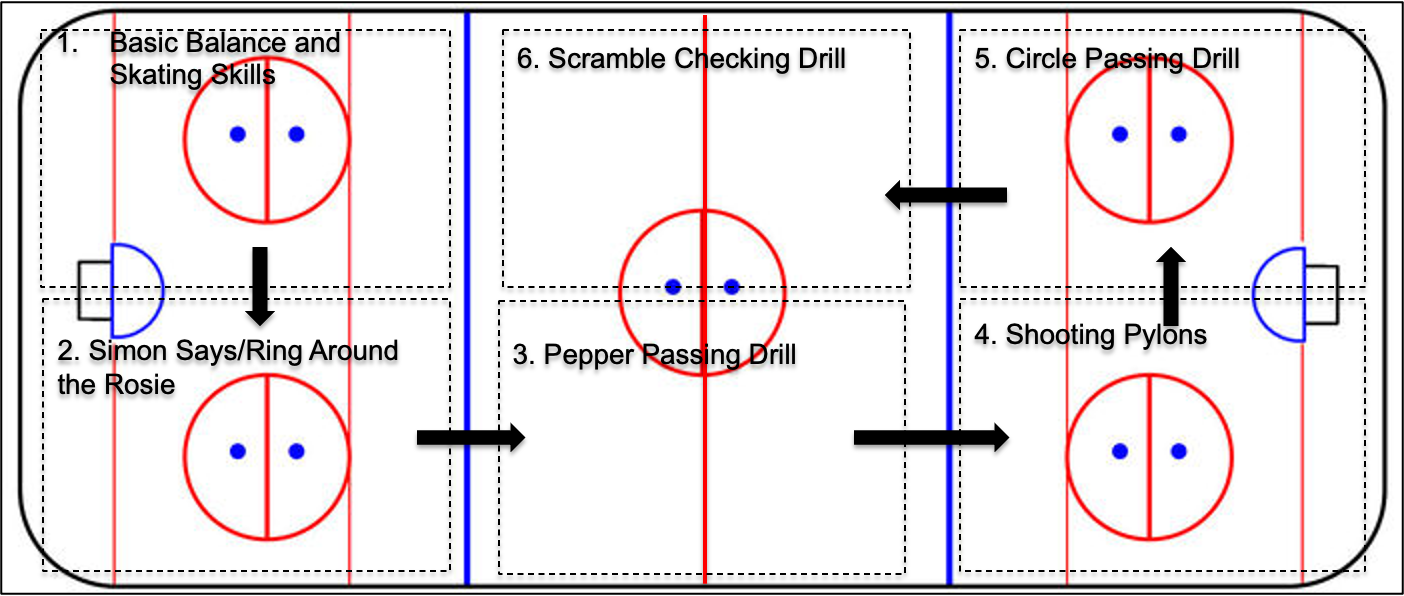 1. Basic Balance and
Skating Skills
2. Simon Says/Ring Around
the Rosie
3. Pepper Passing Drill
4. Shooting Pylons
5. Circle Passing Drill
6. Scramble Checking Drill